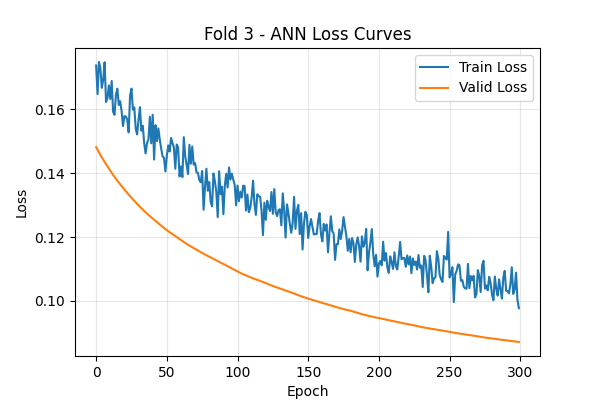 Fold 3 - ANN Loss Curves
Train Loss
Valid Loss
Loss
0.16
0.14
0.12
0.10
0 50 100 150 200 250 300
Epoch